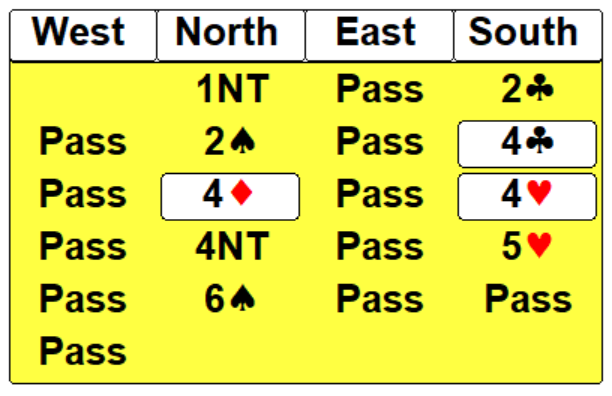 West North East South
1NT Pass 2♣
Pass 2♠ Pass 4♣
Pass 4♦ Pass 4♥
Pass 4NT Pass 5♥
Pass 6♠ Pass Pass
Pass